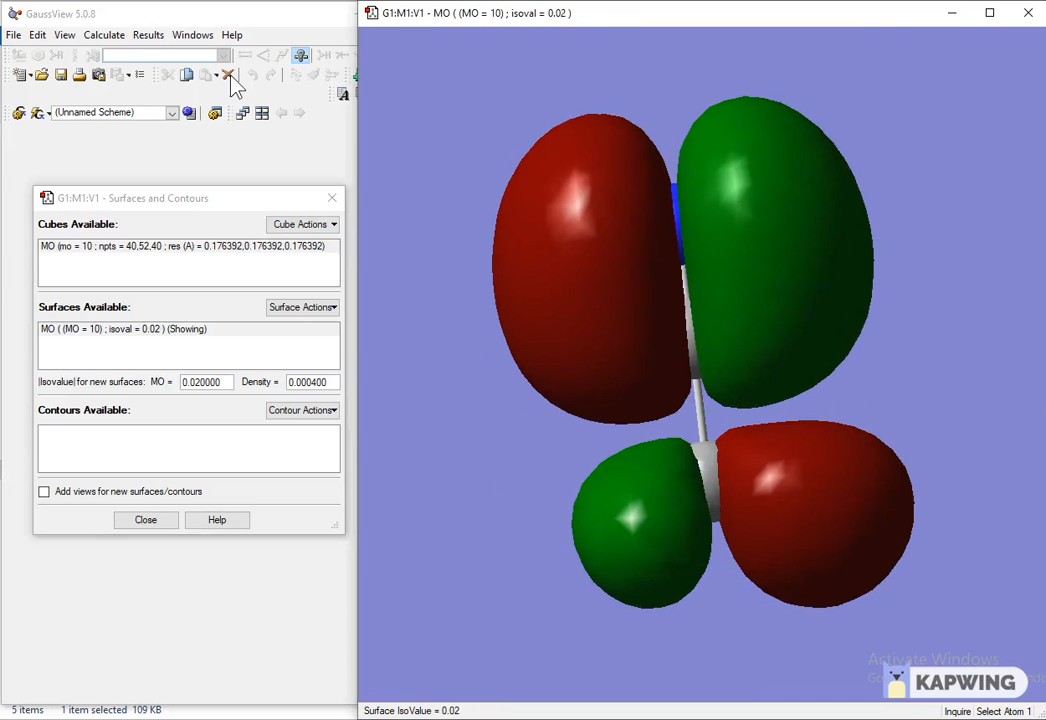 GaussView 5.0.8
G1:M1:V1 - MO ( (MO = 10) ; isoval = 0.02 )
File Edit View Calculate Results Windows Help
A
(Unnamed Scheme)
G1:M1:V1 - Surfaces and Contours
Cubes Available:
Cube Actions
MO (mo = 10 ; npts = 40,52,40 ; res (A) = 0.176392,0.176392,0.176392)
Surfaces Available:
Surface Actions
MO ( (MO = 10) ; isoval = 0.02 ) (Showing)
|Isovalue| for new surfaces: MO = 0.020000 Density = 0.000400
Contours Available:
Contour Actions
Add views for new surfaces/contours
Close Help
Activate Windows
KAPWING
5 items 1 item selected 109 KB
Surface IsoValue = 0.02
Inquire Select Atom 1